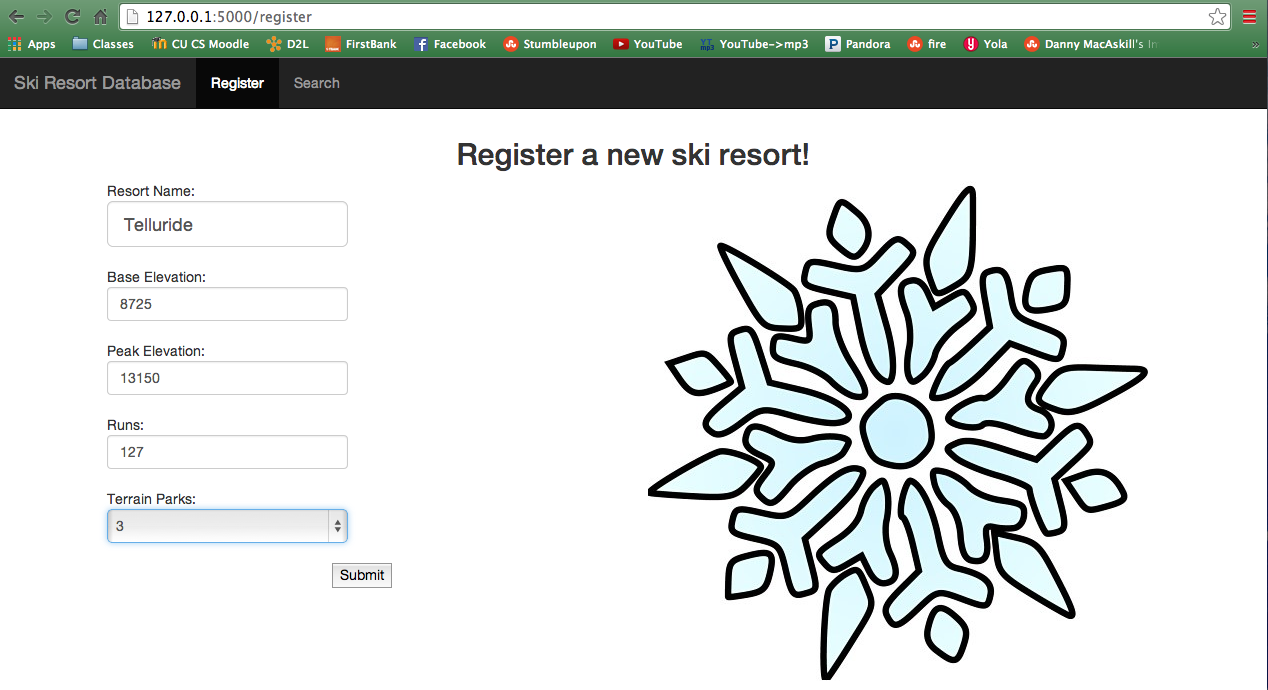 127.0.0.1:5000/register
Apps Classes CU CS Moodle D2L FirstBank Facebook Stumbleupon YouTube YouTube->mp3 Pandora fire Yola Danny MacAskill's
Ski Resort Database Register Search
Register a new ski resort!
Resort Name:
Telluride
Base Elevation:
8725
Peak Elevation:
13150
Runs:
127
Terrain Parks:
3
Submit